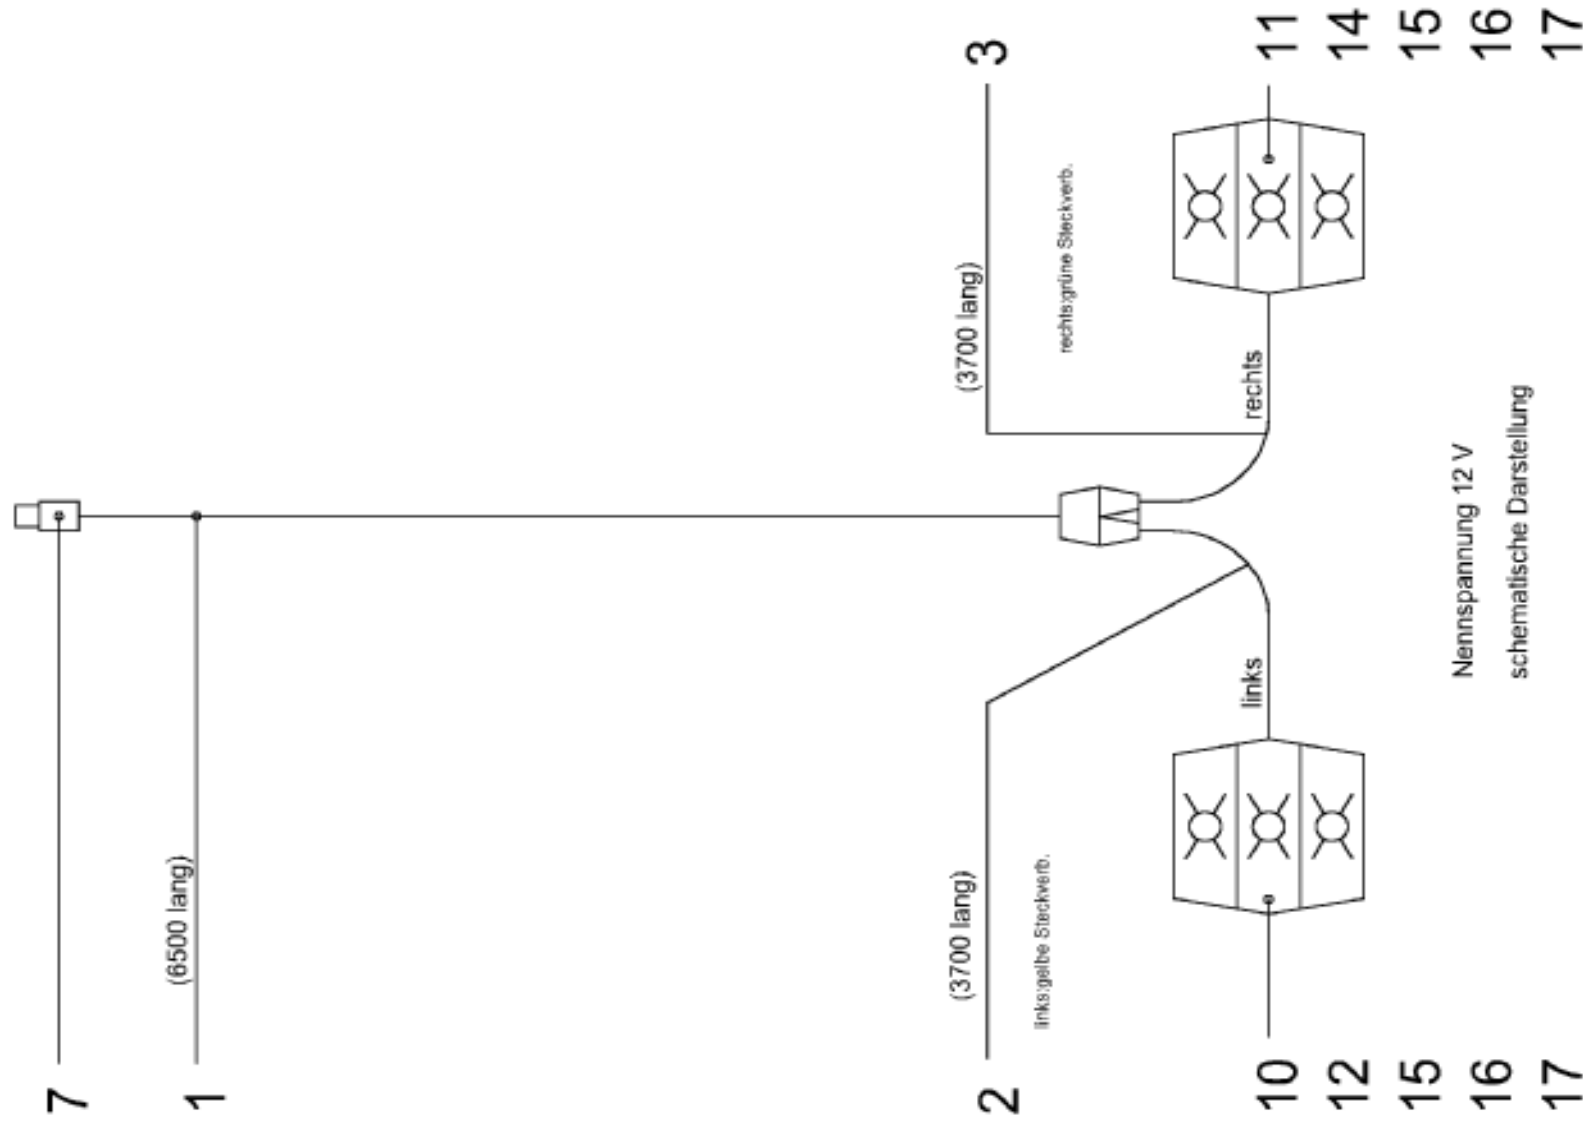 7
(6500 lang)
1
(3700 lang)
(3700 lang)
2
3
links:gelbe Steckverb.
rechts:grüne Steckverb.
links
rechts
10
11
12
14
15
15
Nennspannung 12 V
16
16
schematische Darstellung
17
17